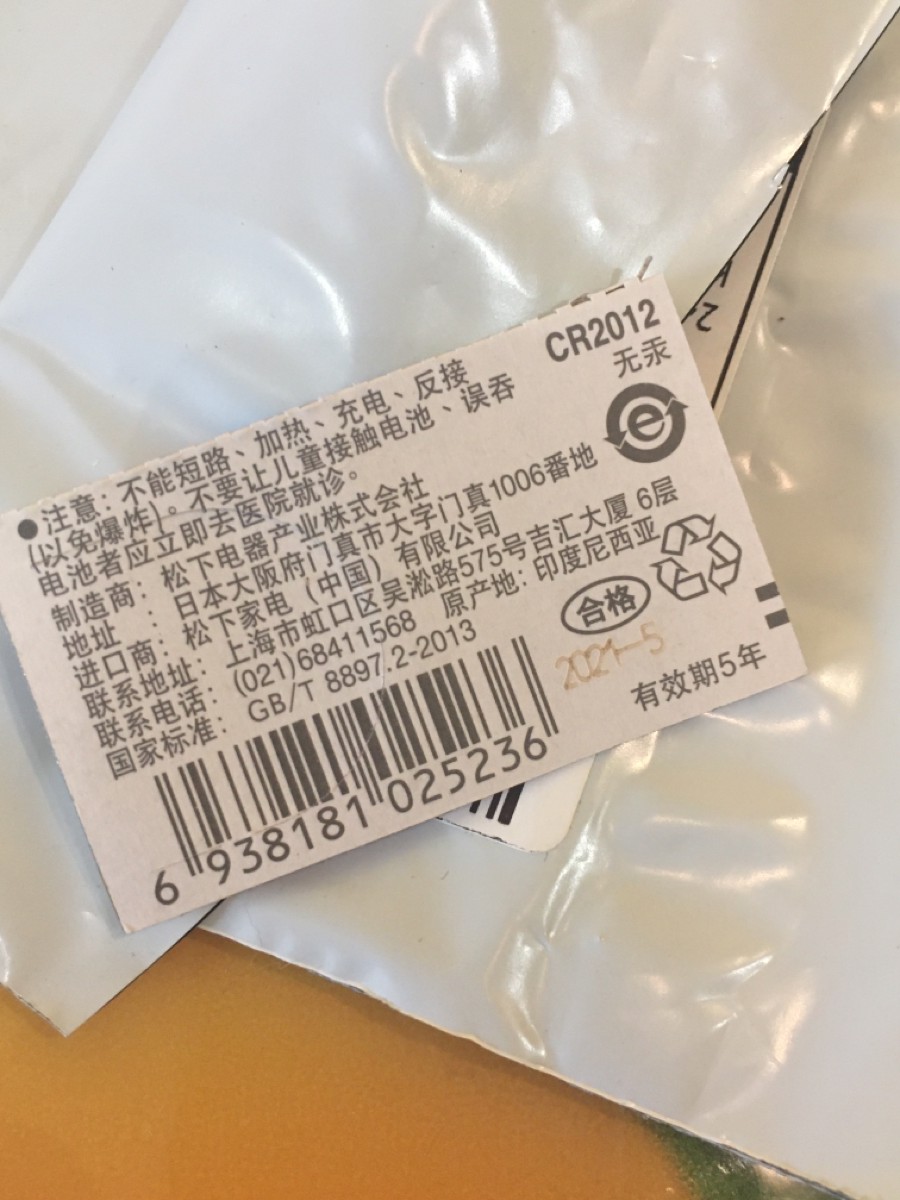 CR2012
无汞
●注意:不能短路、加热、充电、反接
(以免爆炸)。不要让儿童接触电池、误吞
电池者应立即去医院就诊。
制造商:松下电器产业株式会社
地址:日本大阪府门真市大字门真1006番地
进口商:松下家电(中国)有限公司
联系地址:上海市虹口区吴淞路575号吉汇大厦 6层
联系电话:(021)68411568 原产地:印度尼西亚
国家标准:GB/T 8897.2-2013
合格
2021-5
有效期5年
6 938181 025236